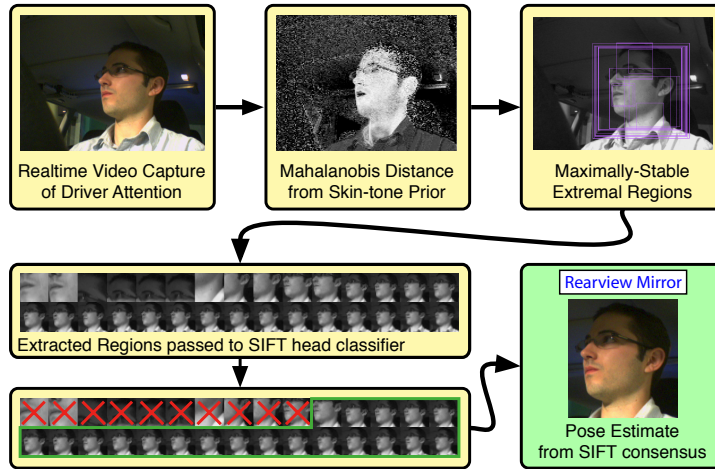 Realtime Video Capture
of Driver Attention
Mahalanobis Distance
from Skin-tone Prior
Maximally-Stable
Extremal Regions
Extracted Regions passed to SIFT head classifier
Rearview Mirror
Pose Estimate
from SIFT consensus